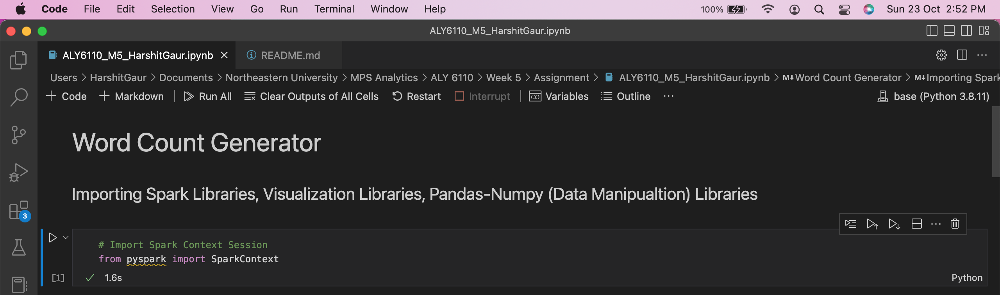 Code File Edit Selection View Go Run Terminal Window Help 100% Sun 23 Oct 2:52 PM
ALY6110_M5_HarshitGaur.ipynb
ALY6110_M5_HarshitGaur.ipynb README.md
Users > HarshitGaur > Documents > Northeastern University > MPS Analytics > ALY 6110 > Week 5 > Assignment > ALY6110_M5_HarshitGaur.ipynb > M↓Word Count Generator > M↓Importing Spark
+ Code + Markdown Run All Clear Outputs of All Cells Restart Interrupt (x) Variables Outline ... base (Python 3.8.11)
Word Count Generator
Importing Spark Libraries, Visualization Libraries, Pandas-Numpy (Data Manipualtion) Libraries
3
# Import Spark Context Session
from pyspark import SparkContext
[1] ✓ 1.6s Python